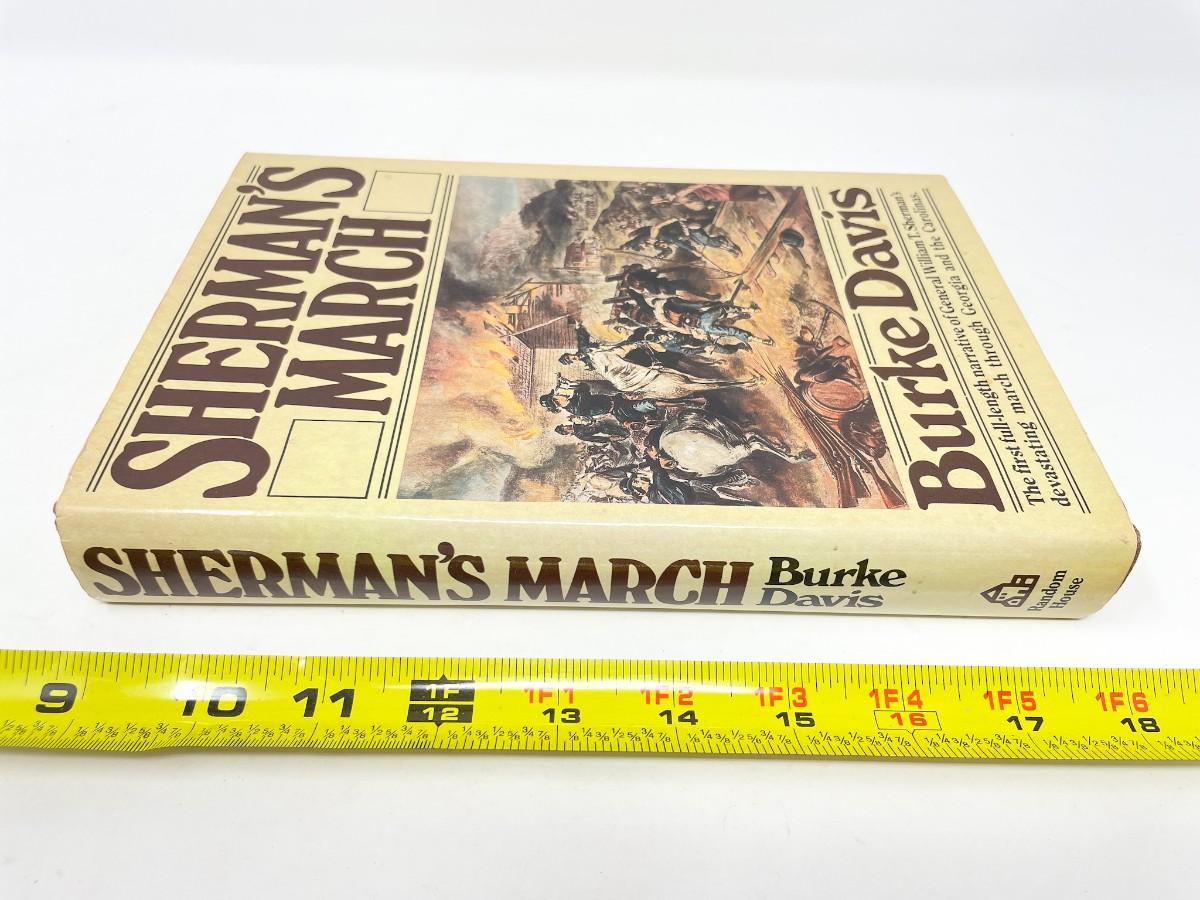 SHERMAN'S
MARCH
Burke Davis
The first full-length narrative of General William T. Sherman's
devastating march through Georgia and the Carolinas.
SHERMAN'S MARCH
Burke
Davis
Random
House
9 10 11 1F 1F1 1F2 1F3 1F4 1F5 1F6
12 13 14 15 16 17 18